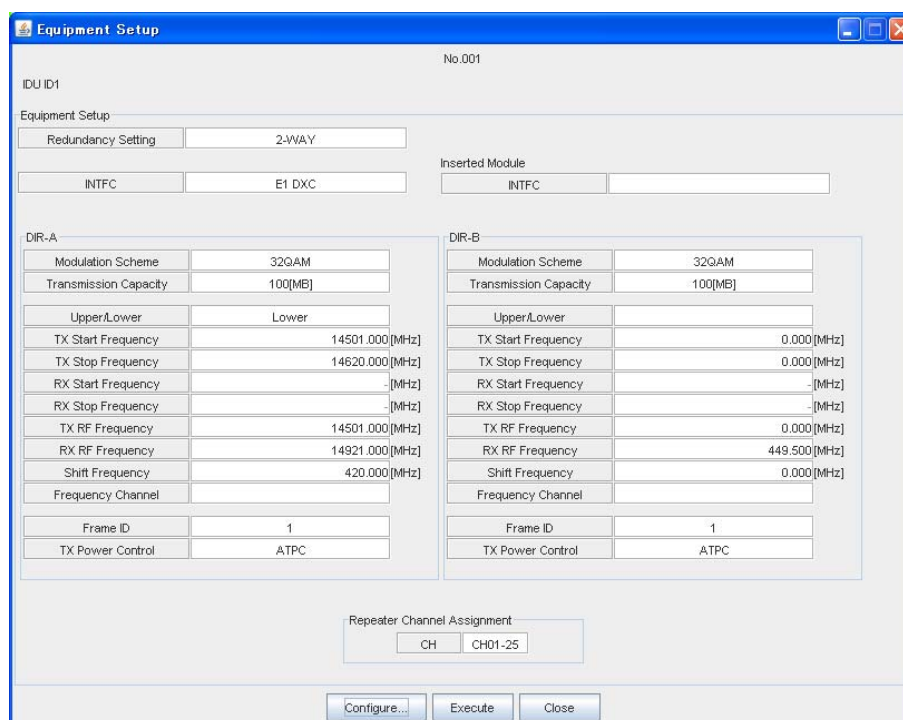 Equipment Setup
No.001
IDU ID1
Equipment Setup
Redundancy Setting 2-WAY
Inserted Module
INTFC E1 DXC
INTFC
DIR-A
Modulation Scheme 32QAM
Transmission Capacity 100[MB]
Upper/Lower Lower
TX Start Frequency 14501.000 [MHz]
TX Stop Frequency 14620.000 [MHz]
RX Start Frequency - [MHz]
RX Stop Frequency - [MHz]
TX RF Frequency 14501.000 [MHz]
RX RF Frequency 14921.000 [MHz]
Shift Frequency 420.000 [MHz]
Frequency Channel
Frame ID 1
TX Power Control ATPC
DIR-B
Modulation Scheme 32QAM
Transmission Capacity 100[MB]
Upper/Lower
TX Start Frequency 0.000 [MHz]
TX Stop Frequency 0.000 [MHz]
RX Start Frequency - [MHz]
RX Stop Frequency - [MHz]
TX RF Frequency 0.000 [MHz]
RX RF Frequency 449.500 [MHz]
Shift Frequency 0.000 [MHz]
Frequency Channel
Frame ID 1
TX Power Control ATPC
Repeater Channel Assignment
CH CH01-25
Configure... Execute Close